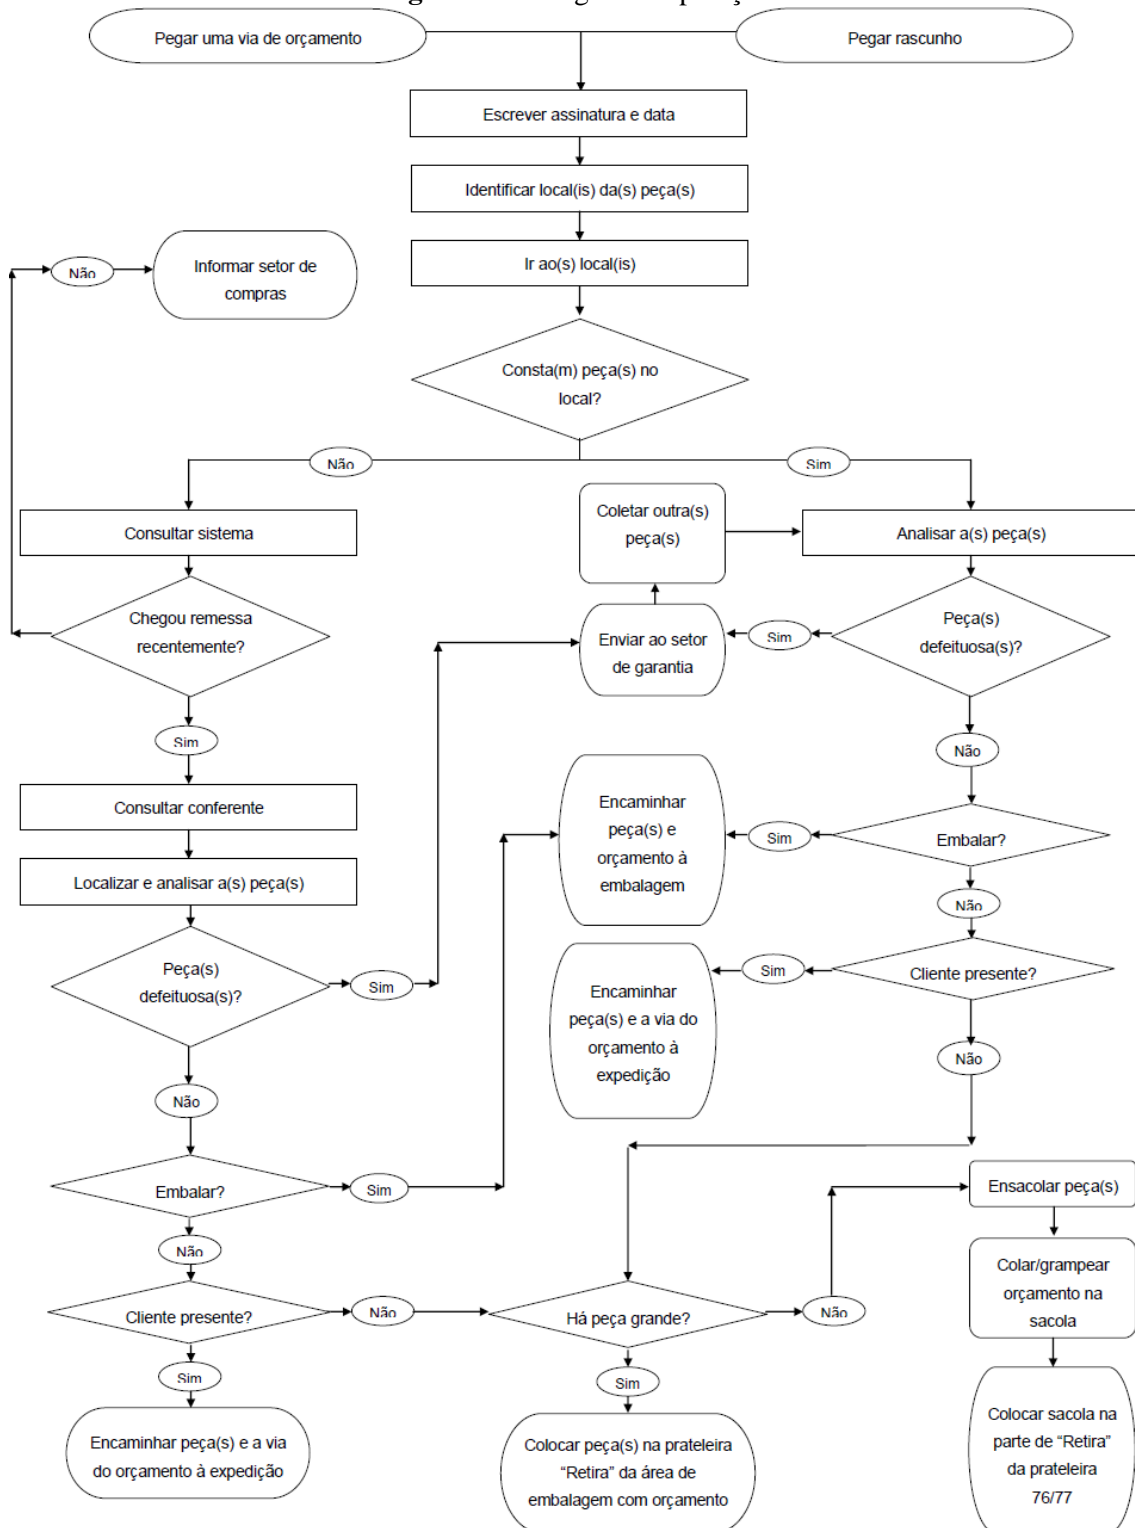 Pegar uma via de orçamento
Pegar rascunho
Escrever assinatura e data
Identificar local(is) da(s) peça(s)
Ir ao(s) local(is)
Não
Informar setor de
compras
Consta(m) peça(s) no
local?
Não
Sim
Consultar sistema
Coletar outra(s)
peça(s)
Analisar a(s) peça(s)
Chegou remessa
recentemente?
Enviar ao setor
de garantia
Sim
Peça(s)
defeituosa(s)?
Sim
Não
Consultar conferente
Encaminhar
peça(s) e
orçamento à
embalagem
Sim
Embalar?
Localizar e analisar a(s) peça(s)
Não
Peça(s)
defeituosa(s)?
Sim
Encaminhar
peça(s) e a via do
orçamento à
expedição
Sim
Cliente presente?
Não
Não
Embalar?
Sim
Ensacolar peça(s)
Não
Colar/grampear
orçamento na
sacola
Cliente presente?
Não
Há peça grande?
Não
Sim
Sim
Encaminhar peça(s) e a via
do orçamento à expedição
Colocar peça(s) na prateleira
“Retira” da área de
embalagem com orçamento
Colocar sacola na
parte de “Retira”
da prateleira
76/77